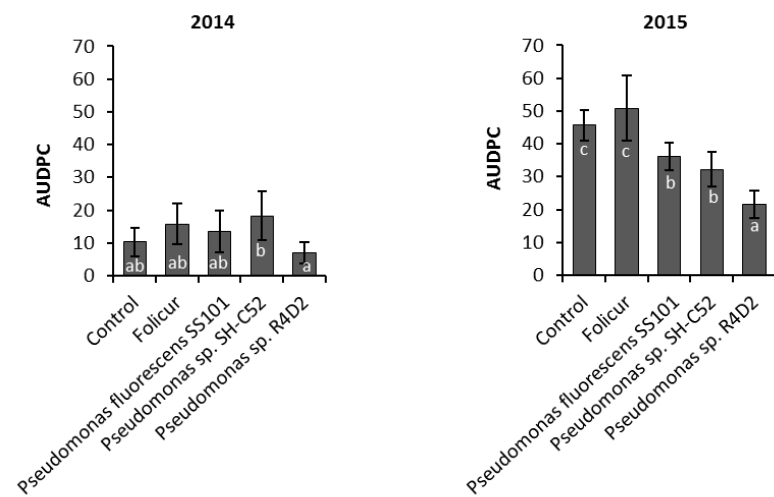 2014
AUDPC
70
60
50
40
30
20
10
0
ab
ab
ab
b
a
Control
Folicur
Pseudomonas fluorescens SS101
Pseudomonas sp. SH-C52
Pseudomonas sp. R4D2
2015
AUDPC
70
60
50
40
30
20
10
0
c
c
b
b
a
Control
Folicur
Pseudomonas fluorescens SS101
Pseudomonas sp. SH-C52
Pseudomonas sp. R4D2